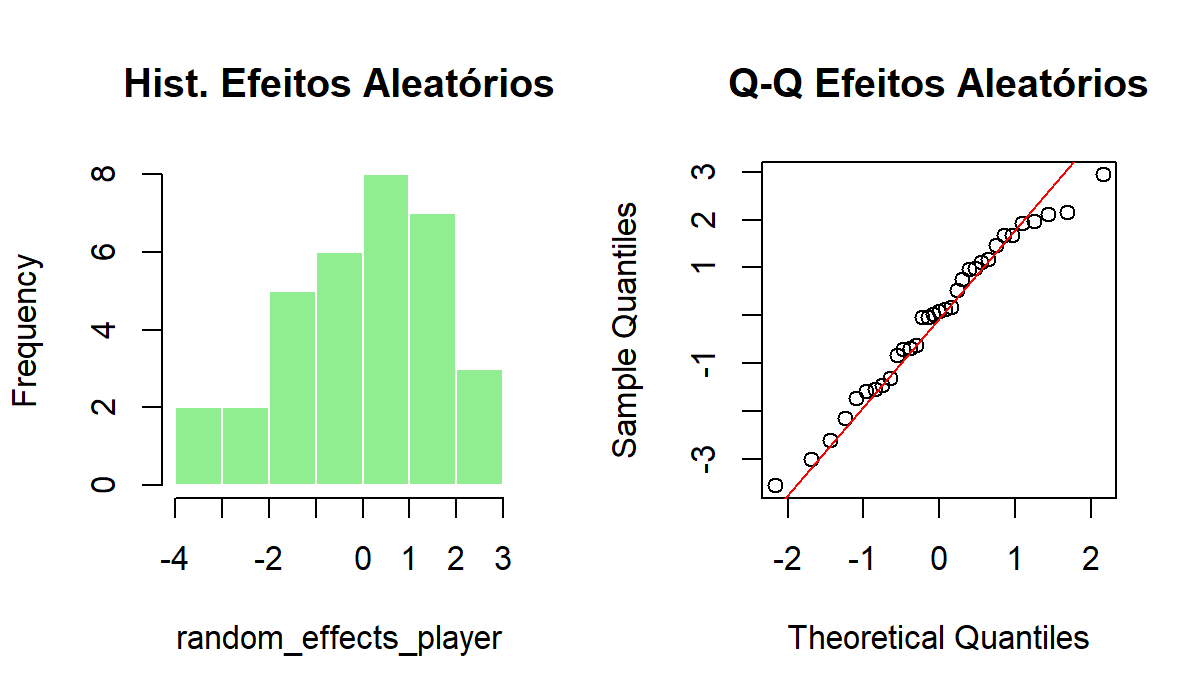 Hist. Efeitos Aleatórios
Frequency
8
6
4
2
0
-4 -2 0 1 2 3
random_effects_player
Q-Q Efeitos Aleatórios
Sample Quantiles
3
2
1
-1
-3
-2 -1 0 1 2
Theoretical Quantiles